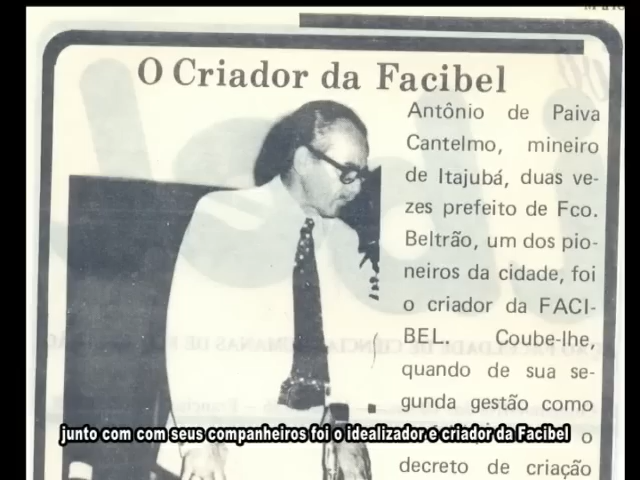 O Criador da Facibel
Antônio de Paiva
Cantelmo, mineiro
de Itajubá, duas ve-
zes prefeito de Fco.
Beltrão, um dos pio-
neiros da cidade, foi
o criador da FACI-
BEL. Coube-lhe,
quando de sua se-
gunda gestão como
o
decreto de criação
junto com com seus companheiros foi o idealizador e criador da Facibel